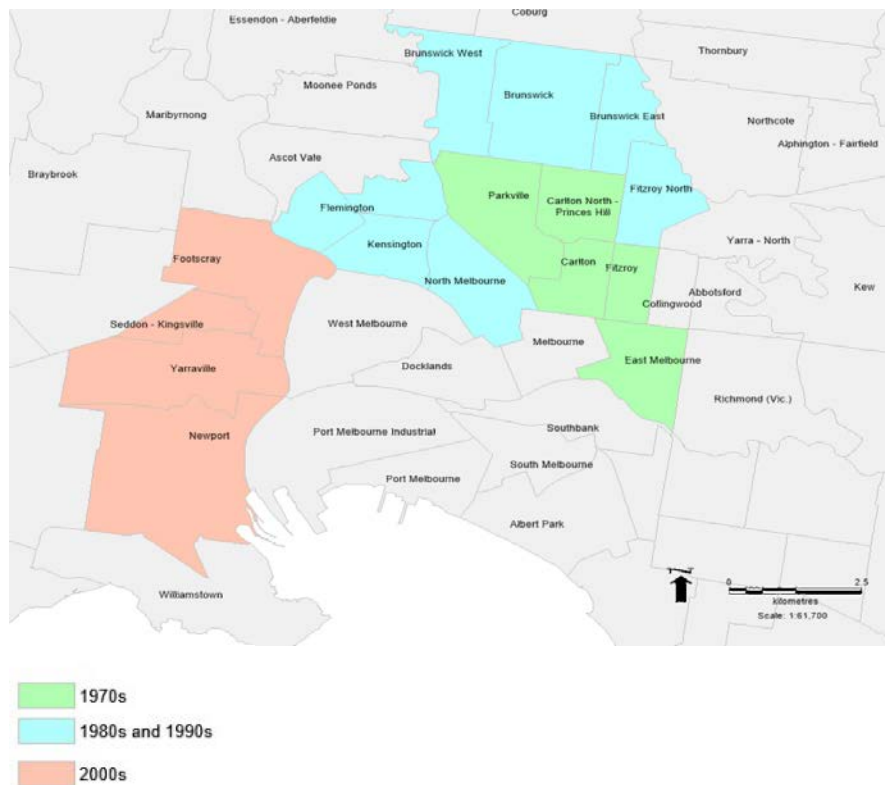 Coburg
Essendon - Aberfeldie
Brunswick West
Thornbury
Moonee Ponds
Brunswick
Maribyrnong
Brunswick East
Northcote
Alphington - Fairfield
Ascot Vale
Braybrook
Parkville
Fitzroy North
Carlton North -
Princes Hill
Flemington
Yarra - North
Kensington
Footscray
Carlton
Fitzroy
North Melbourne
Kew
Abbotsford
Collingwood
Seddon - Kingsville
West Melbourne
Melbourne
East Melbourne
Docklands
Yarraville
Richmond (Vic.)
Southbank
Port Melbourne Industrial
Newport
South Melbourne
Port Melbourne
Albert Park
Williamstown
0
2.5
kilometres
Scale: 1:61,700
1970s
1980s and 1990s
2000s